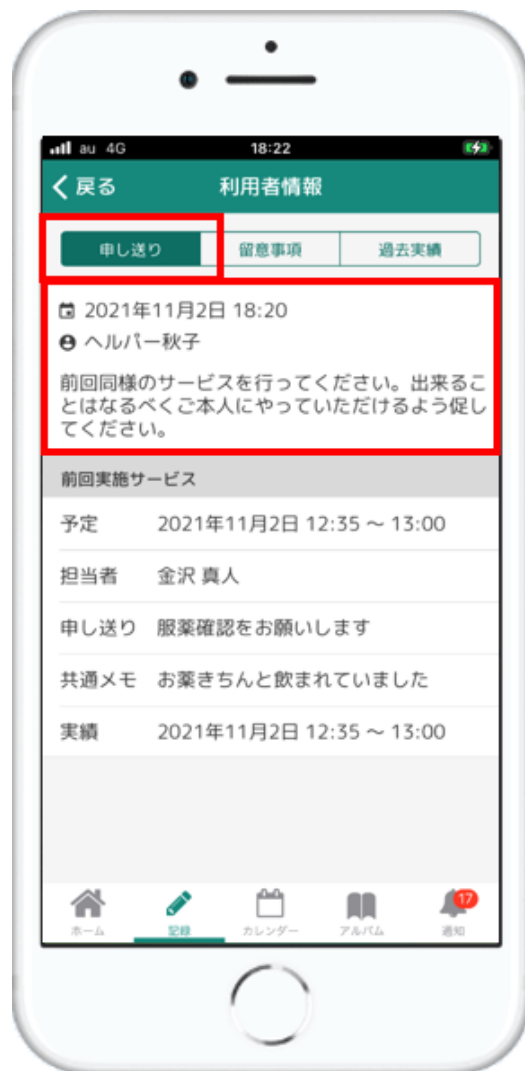 au 4G 18:22
戻る 利用者情報
申し送り 留意事項 過去実績
2021年11月2日 18:20
ヘルパー秋子
前回同様のサービスを行ってください。出来るこ
とはなるべくご本人にやっていただけるよう促し
てください。
前回実施サービス
予定 2021年11月2日 12:35 ～ 13:00
担当者 金沢 真人
申し送り 服薬確認をお願いします
共通メモ お薬きちんと飲まれていました
実績 2021年11月2日 12:35 ～ 13:00
17
ホーム 記録 カレンダー アルバム 通知